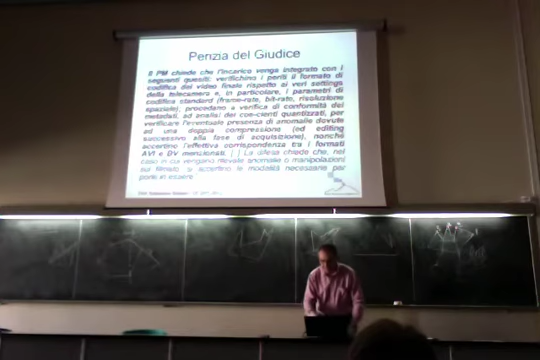 Perizia del Giudice
Il PM chiede che l'incarico venga integrato con i
seguenti quesiti: verifichino i periti il formato di
codifica del video finale rispetto ai veri settings
della telecamera e, in particolare, i parametri di
codifica standard (frame-rate, bit-rate, risoluzione
spaziale), procedano a verifica di conformità dei
metadati, ad analisi dei coefficienti quantizzati, per
verificare l'eventuale presenza di anomalie dovute
ad una doppia compressione (ed editing
successivo alla fase di acquisizione), nonché
accertino l'effettiva corrispondenza tra i formati
AVI e DV menzionati. [..] La difesa chiede che, nel
caso in cui vengano rilevate anomalie o manipolazioni
sul filmato, si accertino le modalità necessarie per
porle in essere